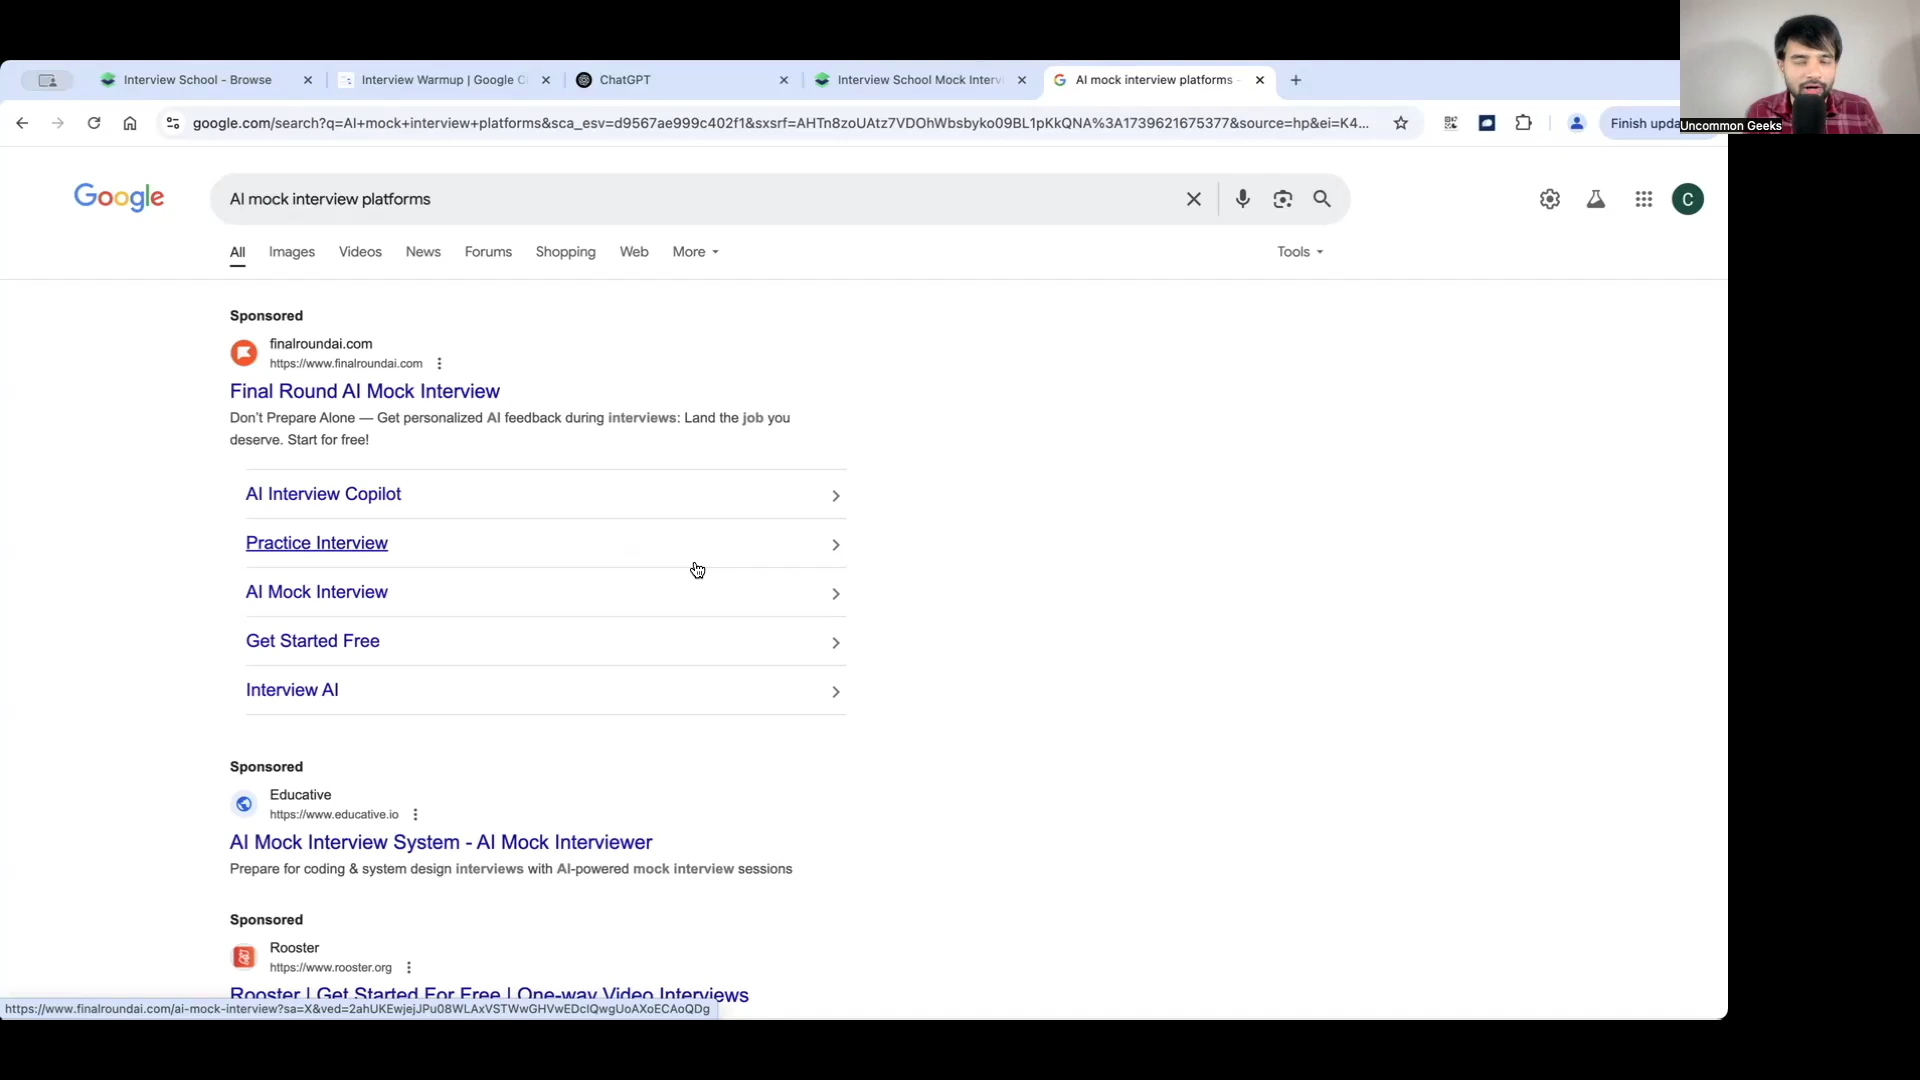 Interview School - Browse
Interview Warmup | Google C
ChatGPT
Interview School Mock Interv
AI mock interview platforms -
google.com/search?q=AI+mock+interview+platforms&sca_esv=d9567ae999c402f1&sxsrf=AHTn8zoUAtz7VDOhWbsbyko09BL1pKkQNA%3A1739621675377&source=hp&ei=K4...
Finish upda
Uncommon Geeks
Google
AI mock interview platforms
C
All
Images
Videos
News
Forums
Shopping
Web
More
Tools
Sponsored
finalroundai.com
https://www.finalroundai.com
Final Round AI Mock Interview
Don't Prepare Alone — Get personalized AI feedback during interviews: Land the job you
deserve. Start for free!
AI Interview Copilot
Practice Interview
AI Mock Interview
Get Started Free
Interview AI
Sponsored
Educative
https://www.educative.io
AI Mock Interview System - AI Mock Interviewer
Prepare for coding & system design interviews with AI-powered mock interview sessions
Sponsored
Rooster
https://www.rooster.org
Rooster | Get Started For Free | One-way Video Interviews
https://www.finalroundai.com/ai-mock-interview?sa=X&ved=2ahUKEwjejJPu08WLAxVSTWwGHVwEDcIQwgUoAXoECAoQDg